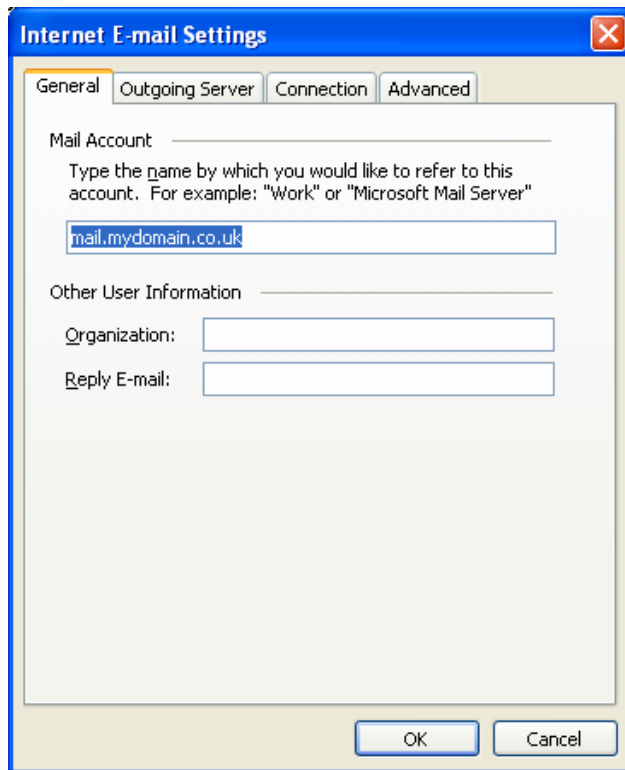 Internet E-mail Settings
General Outgoing Server Connection Advanced
Mail Account
Type the name by which you would like to refer to this
account. For example: "Work" or "Microsoft Mail Server"
mail.mydomain.co.uk
Other User Information
Organization:
Reply E-mail:
OK Cancel